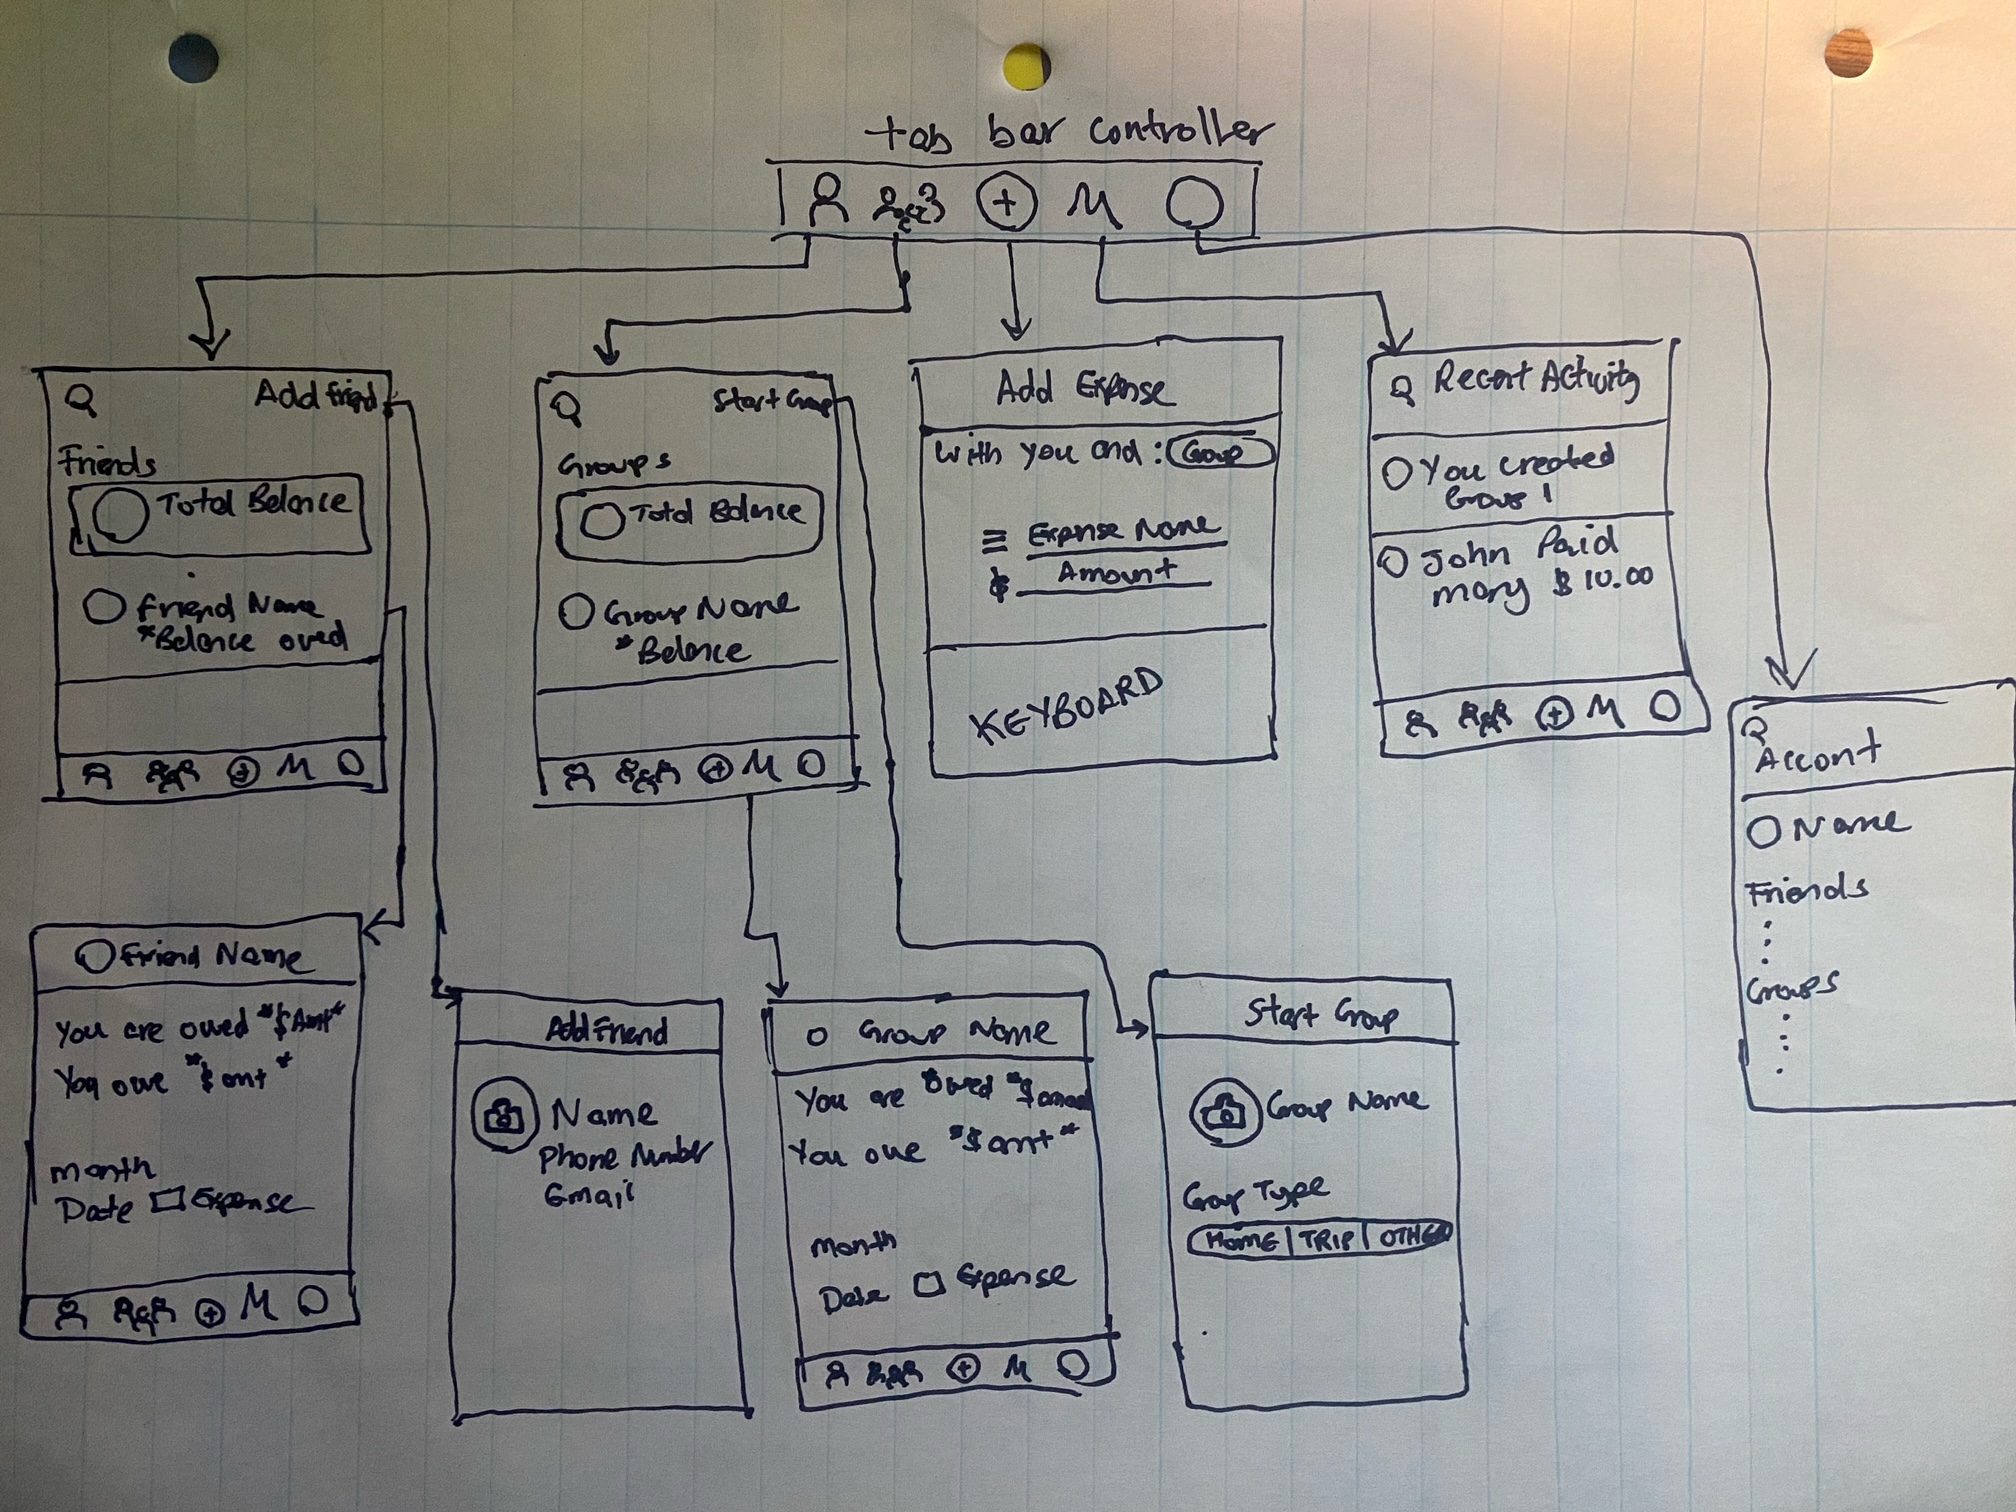 tab bar controller
Add friend
Friends
Total Balance
Friend Name
*Balance owed
Start Group
Groups
Total Balance
Group Name
*Balance
Add Expense
With you and : Group
Expense Name
$ Amount
KEYBOARD
Recent Activity
You created
Group 1
John Paid
mary $10.00
Account
Name
Friends
Groups
Friend Name
You are owed *$Amt*
You owe *$amt*
month
Date Expense
Add Friend
Name
Phone Number
Email
Group Name
You are owed *$amount
You owe *$amt*
month
Date Expense
Start Group
Group Name
Group Type
HOME | TRIP | OTHER